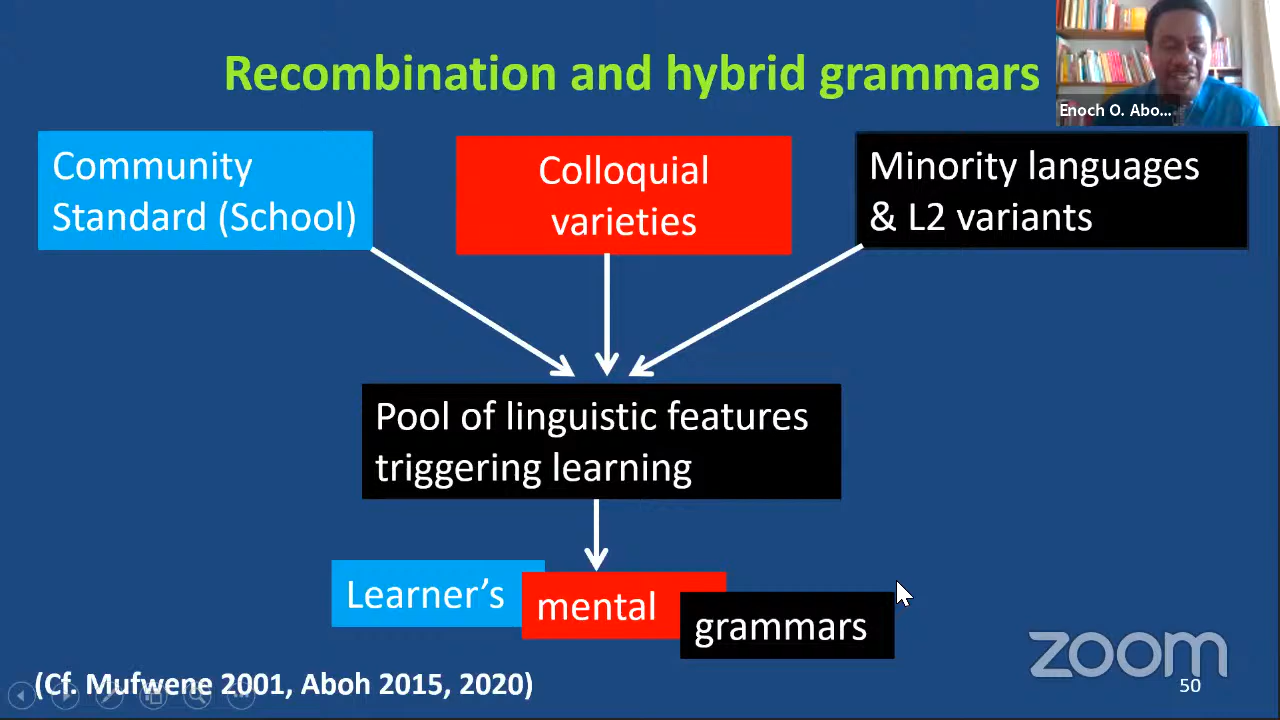 Recombination and hybrid grammars
Enoch O. Abo...
Community
Standard (School)
Colloquial
varieties
Minority languages
& L2 variants
Pool of linguistic features
triggering learning
Learner’s
mental
grammars
(Cf. Mufwene 2001, Aboh 2015, 2020)
zoom
50